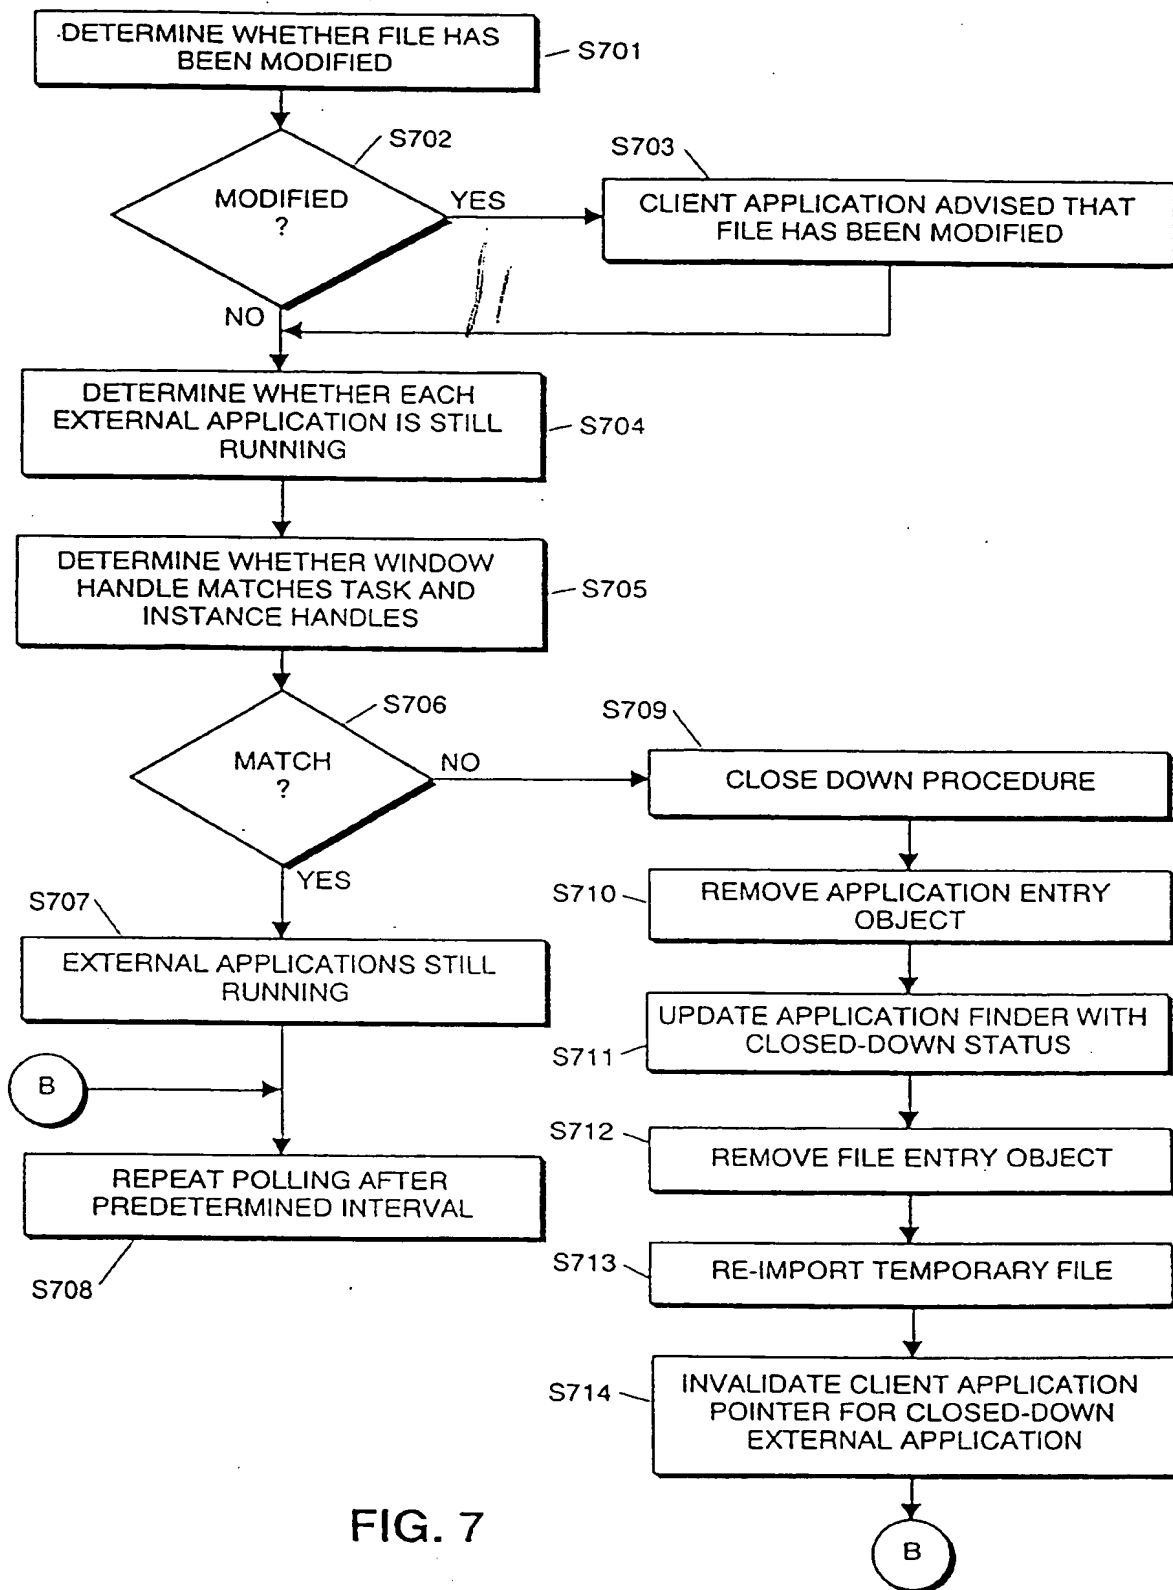 DETERMINE WHETHER FILE HAS
BEEN MODIFIED
S701
S702
MODIFIED
?
YES
NO
S703
CLIENT APPLICATION ADVISED THAT
FILE HAS BEEN MODIFIED
DETERMINE WHETHER EACH
EXTERNAL APPLICATION IS STILL
RUNNING
S704
DETERMINE WHETHER WINDOW
HANDLE MATCHES TASK AND
INSTANCE HANDLES
S705
S706
MATCH
?
NO
YES
S707
EXTERNAL APPLICATIONS STILL
RUNNING
B
REPEAT POLLING AFTER
PREDETERMINED INTERVAL
S708
S709
CLOSE DOWN PROCEDURE
S710
REMOVE APPLICATION ENTRY
OBJECT
S711
UPDATE APPLICATION FINDER WITH
CLOSED-DOWN STATUS
S712
REMOVE FILE ENTRY OBJECT
S713
RE-IMPORT TEMPORARY FILE
S714
INVALIDATE CLIENT APPLICATION
POINTER FOR CLOSED-DOWN
EXTERNAL APPLICATION
B
FIG. 7